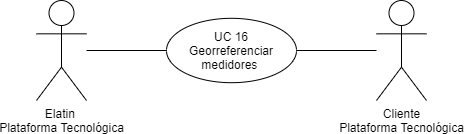 UC 16
Georreferenciar
medidores
Elatin
Plataforma Tecnológica
Cliente
Plataforma Tecnológica